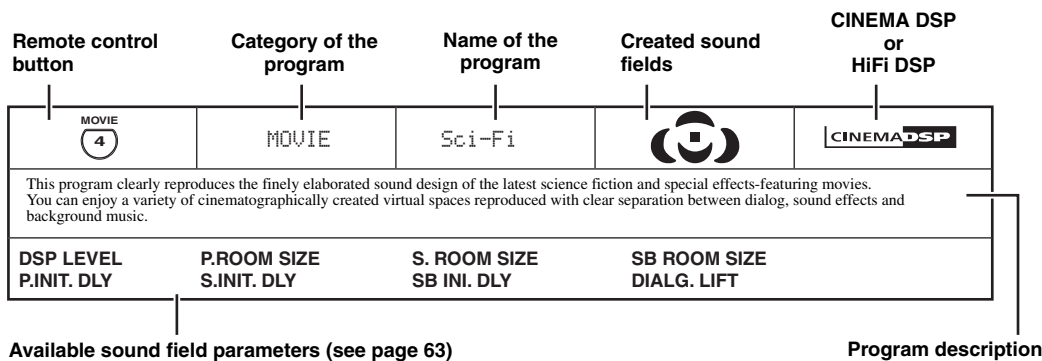 Remote control
button
Category of the
program
Name of the
program
Created sound
fields
CINEMA DSP
or
HiFi DSP
MOVIE
4
MOVIE
Sci-Fi
CINEMA DSP
This program clearly reproduces the finely elaborated sound design of the latest science fiction and special effects-featuring movies.
You can enjoy a variety of cinematographically created virtual spaces reproduced with clear separation between dialog, sound effects and
background music.
DSP LEVEL P.ROOM SIZE S. ROOM SIZE SB ROOM SIZE
P.INIT. DLY S.INIT. DLY SB INI. DLY DIALG. LIFT
Available sound field parameters (see page 63)
Program description